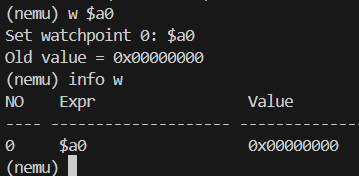 (nemu) w $a0
Set watchpoint 0: $a0
Old value = 0x00000000
(nemu) info w
NO Expr Value
---- -------------------- -------------
0 $a0 0x00000000
(nemu)